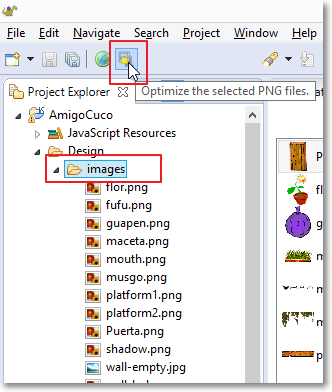 File Edit Navigate Search Project Window Help
Project Explorer
Optimize the selected PNG files.
AmigoCuco
JavaScript Resources
Design
images
flor.png
fufu.png
guapen.png
maceta.png
mouth.png
musgo.png
platform1.png
platform2.png
Puerta.png
shadow.png
wall-empty.jpg